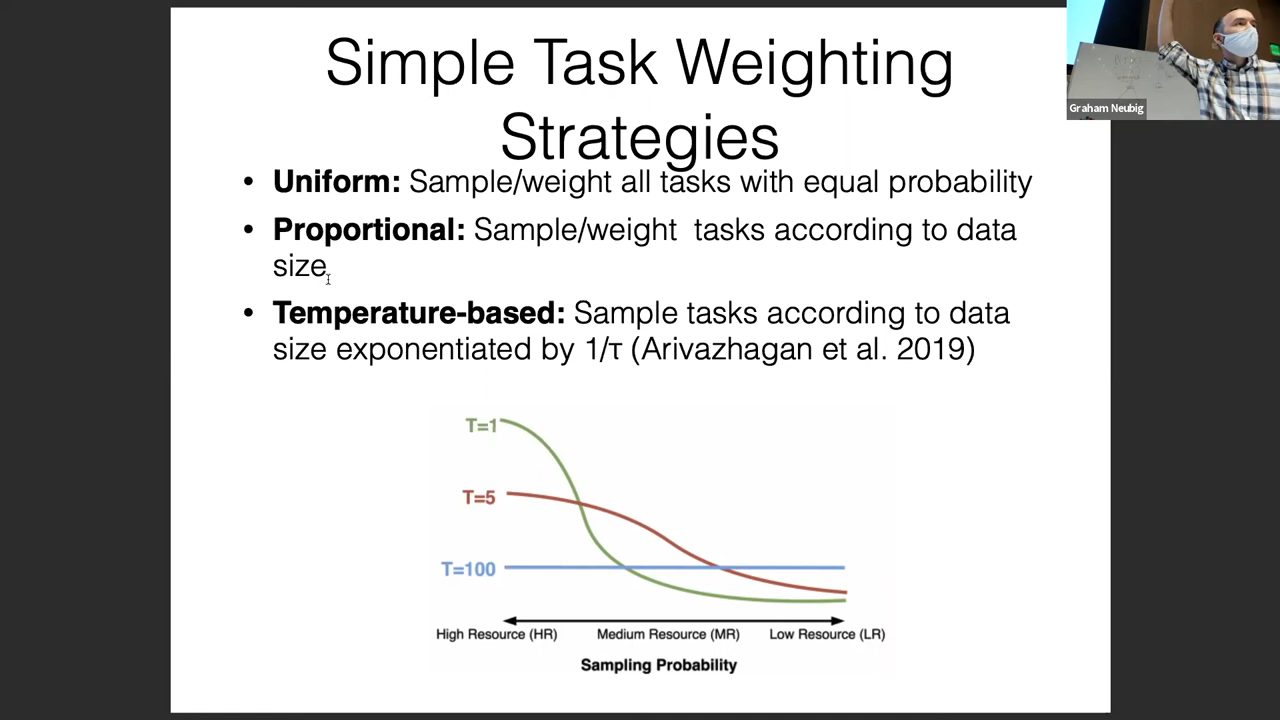 Simple Task Weighting
Strategies
• Uniform: Sample/weight all tasks with equal probability
• Proportional: Sample/weight tasks according to data
size
• Temperature-based: Sample tasks according to data
size exponentiated by 1/τ (Arivazhagan et al. 2019)
T=1
T=5
T=100
High Resource (HR) Medium Resource (MR) Low Resource (LR)
Sampling Probability
Graham Neubig